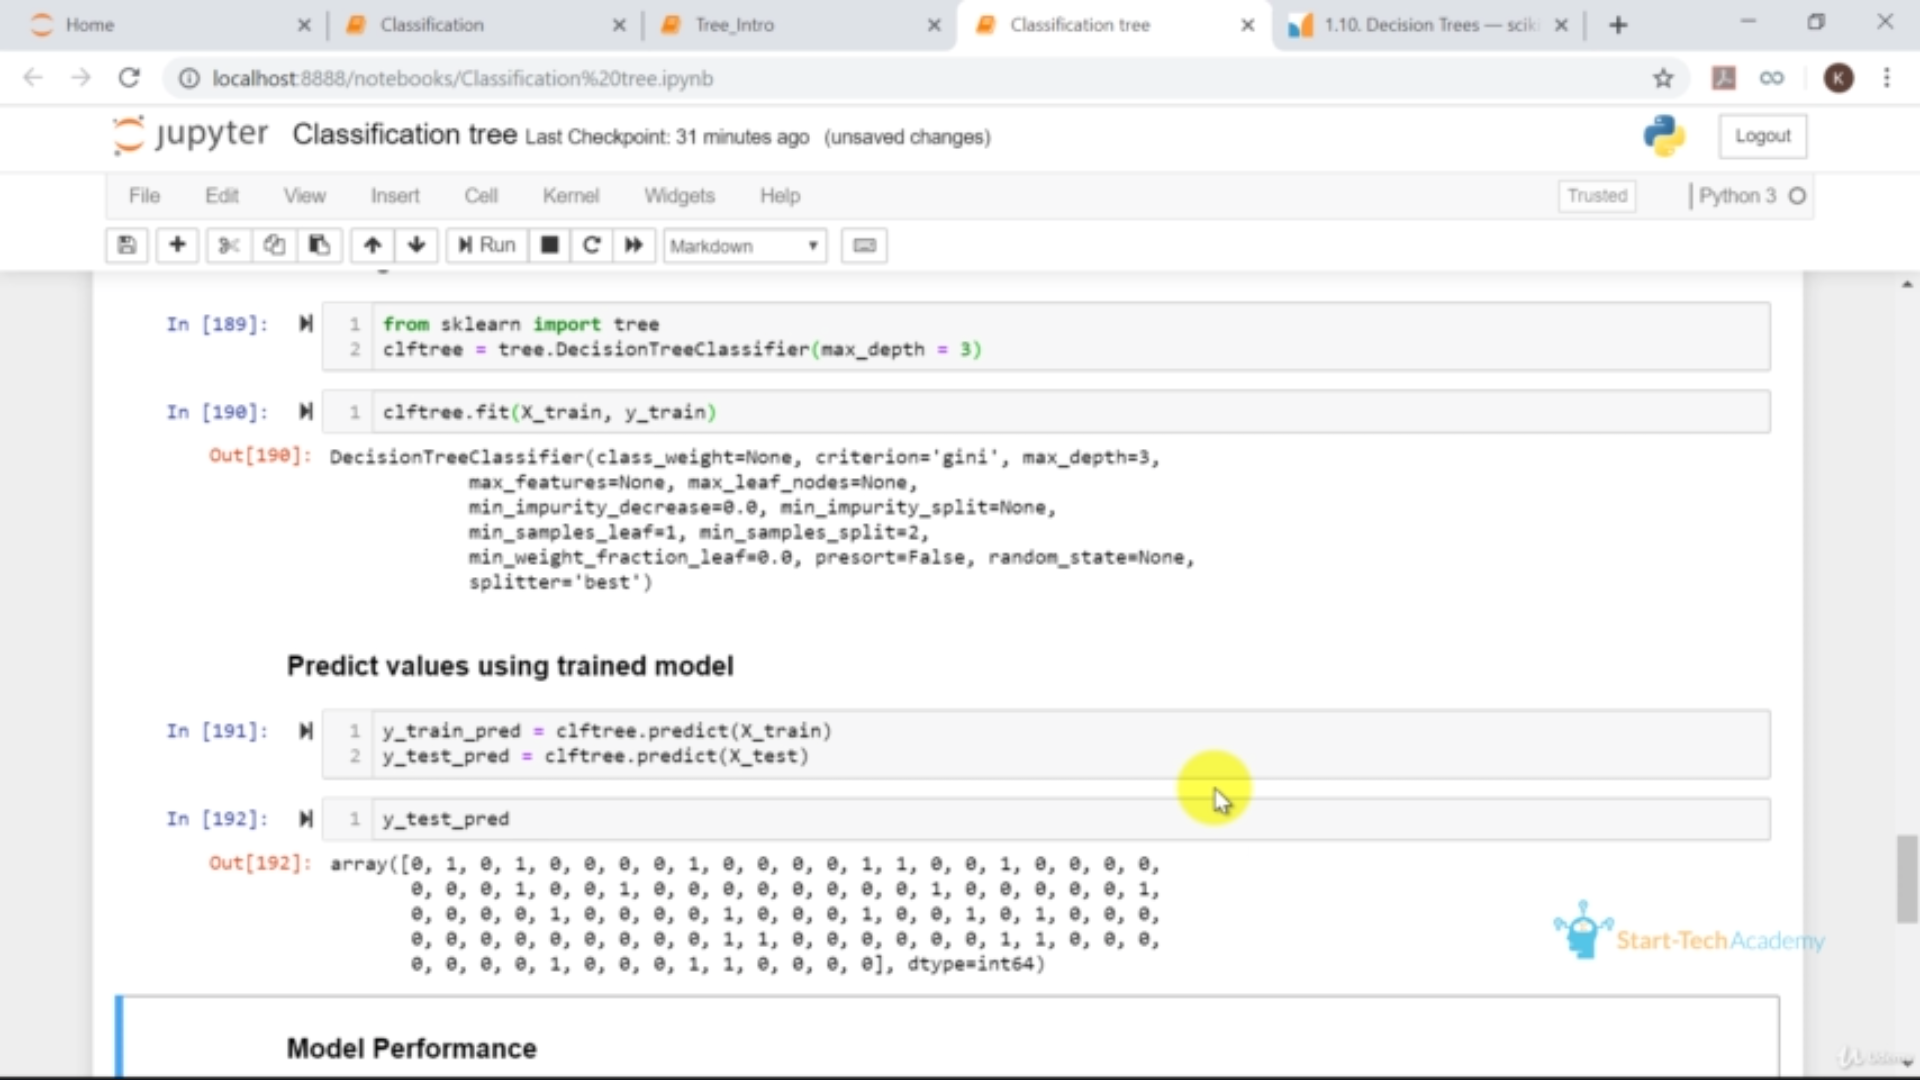 Home
Classification
Tree_Intro
Classification tree
1.10. Decision Trees — scik
localhost:8888/notebooks/Classification%20tree.ipynb
K
jupyter Classification tree Last Checkpoint: 31 minutes ago (unsaved changes)
Logout
File Edit View Insert Cell Kernel Widgets Help
Trusted
Python 3
Run
Markdown
In [189]:
1 from sklearn import tree
2 clftree = tree.DecisionTreeClassifier(max_depth = 3)
In [190]:
1 clftree.fit(X_train, y_train)
Out[190]: DecisionTreeClassifier(class_weight=None, criterion='gini', max_depth=3,
max_features=None, max_leaf_nodes=None,
min_impurity_decrease=0.0, min_impurity_split=None,
min_samples_leaf=1, min_samples_split=2,
min_weight_fraction_leaf=0.0, presort=False, random_state=None,
splitter='best')
Predict values using trained model
In [191]:
1 y_train_pred = clftree.predict(X_train)
2 y_test_pred = clftree.predict(X_test)
In [192]:
1 y_test_pred
Out[192]: array([0, 1, 0, 1, 0, 0, 0, 0, 1, 0, 0, 0, 0, 1, 1, 0, 0, 1, 0, 0, 0, 0,
0, 0, 0, 1, 0, 0, 1, 0, 0, 0, 0, 0, 0, 0, 0, 1, 0, 0, 0, 0, 0, 1,
0, 0, 0, 0, 1, 0, 0, 0, 0, 1, 0, 0, 0, 1, 0, 0, 1, 0, 1, 0, 0, 0,
0, 0, 0, 0, 0, 0, 0, 0, 0, 1, 1, 0, 0, 0, 0, 0, 0, 1, 1, 0, 0, 0,
0, 0, 0, 0, 1, 0, 0, 0, 1, 1, 0, 0, 0, 0], dtype=int64)
Start-Tech Academy
Model Performance
Udemy